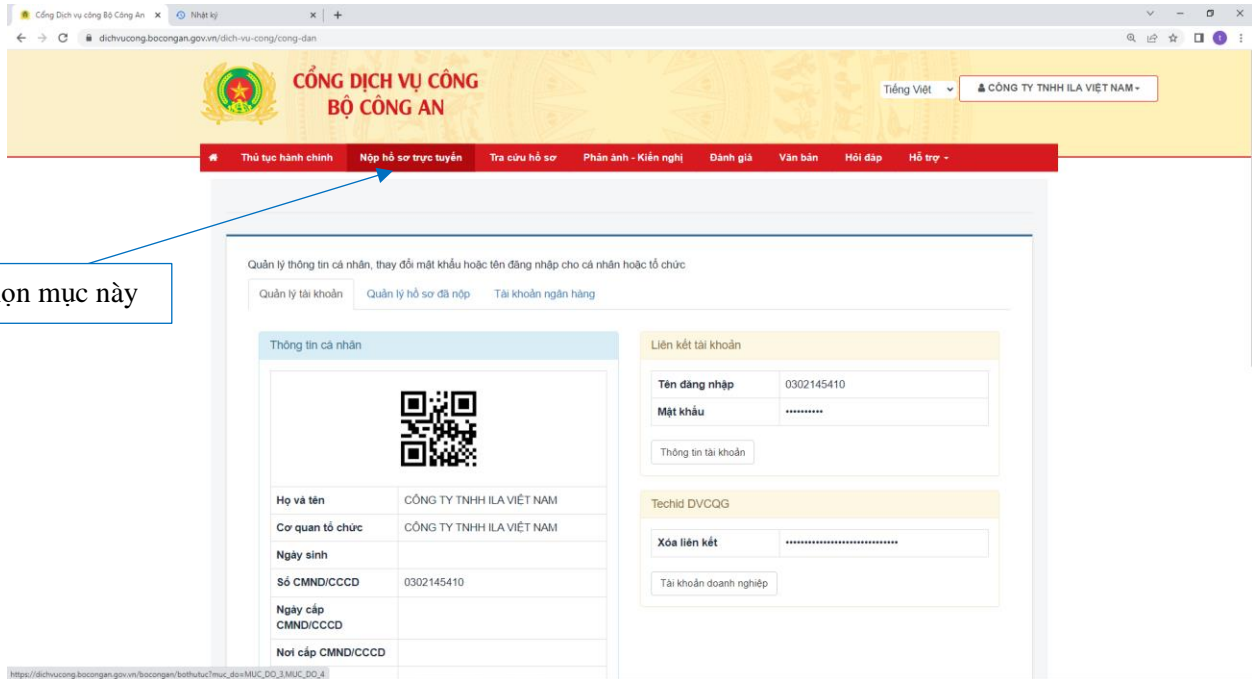 Cổng Dịch vụ công Bộ Công An
Nhật ký
dichvucong.bocongan.gov.vn/dich-vu-cong/cong-dan
CỔNG DỊCH VỤ CÔNG
BỘ CÔNG AN
Tiếng Việt
CÔNG TY TNHH ILA VIỆT NAM
Thủ tục hành chính Nộp hồ sơ trực tuyến Tra cứu hồ sơ Phản ánh - Kiến nghị Đánh giá Văn bản Hỏi đáp Hỗ trợ
Quản lý thông tin cá nhân, thay đổi mật khẩu hoặc tên đăng nhập cho cá nhân hoặc tổ chức
ọn mục này
Quản lý tài khoản Quản lý hồ sơ đã nộp Tài khoản ngân hàng
Thông tin cá nhân
Họ và tên CÔNG TY TNHH ILA VIỆT NAM
Cơ quan tổ chức CÔNG TY TNHH ILA VIỆT NAM
Ngày sinh
Số CMND/CCCD 0302145410
Ngày cấp
CMND/CCCD
Nơi cấp CMND/CCCD
Liên kết tài khoản
Tên đăng nhập 0302145410
Mật khẩu ••••••••••
Thông tin tài khoản
Techid DVCQG
Xóa liên kết ••••••••••••••••••••••••••••••
Tài khoản doanh nghiệp
https://dichvucong.bocongan.gov.vn/bocongan/bothutuc?muc_do=MUC_DO_3,MUC_DO_4